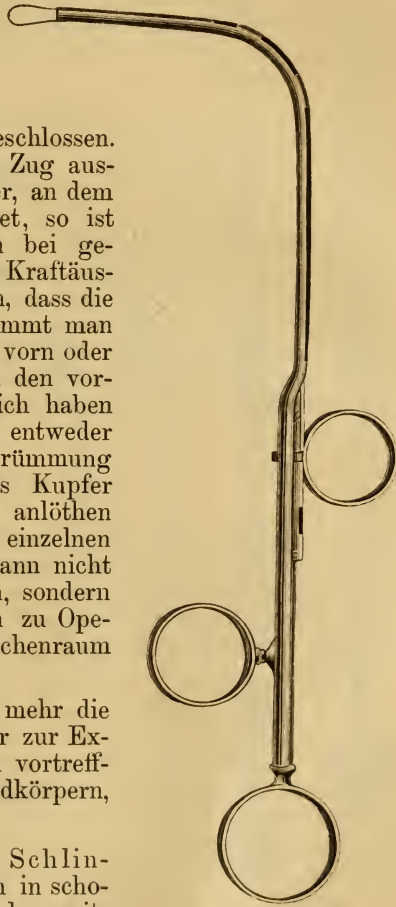 eschlossen.
Zug aus-
er, an dem
et, so ist
n bei ge-
Kraftäus-
n, dass die
immt man
vorn oder
den vor-
ich haben
entweder
rümmung
s Kupfer
anlöthen
einzelnen
ann nicht
n, sondern
n zu Ope-
chenraum
mehr die
r zur Ex-
vortreff-
dkörpern,
Schlin-
n in scho-